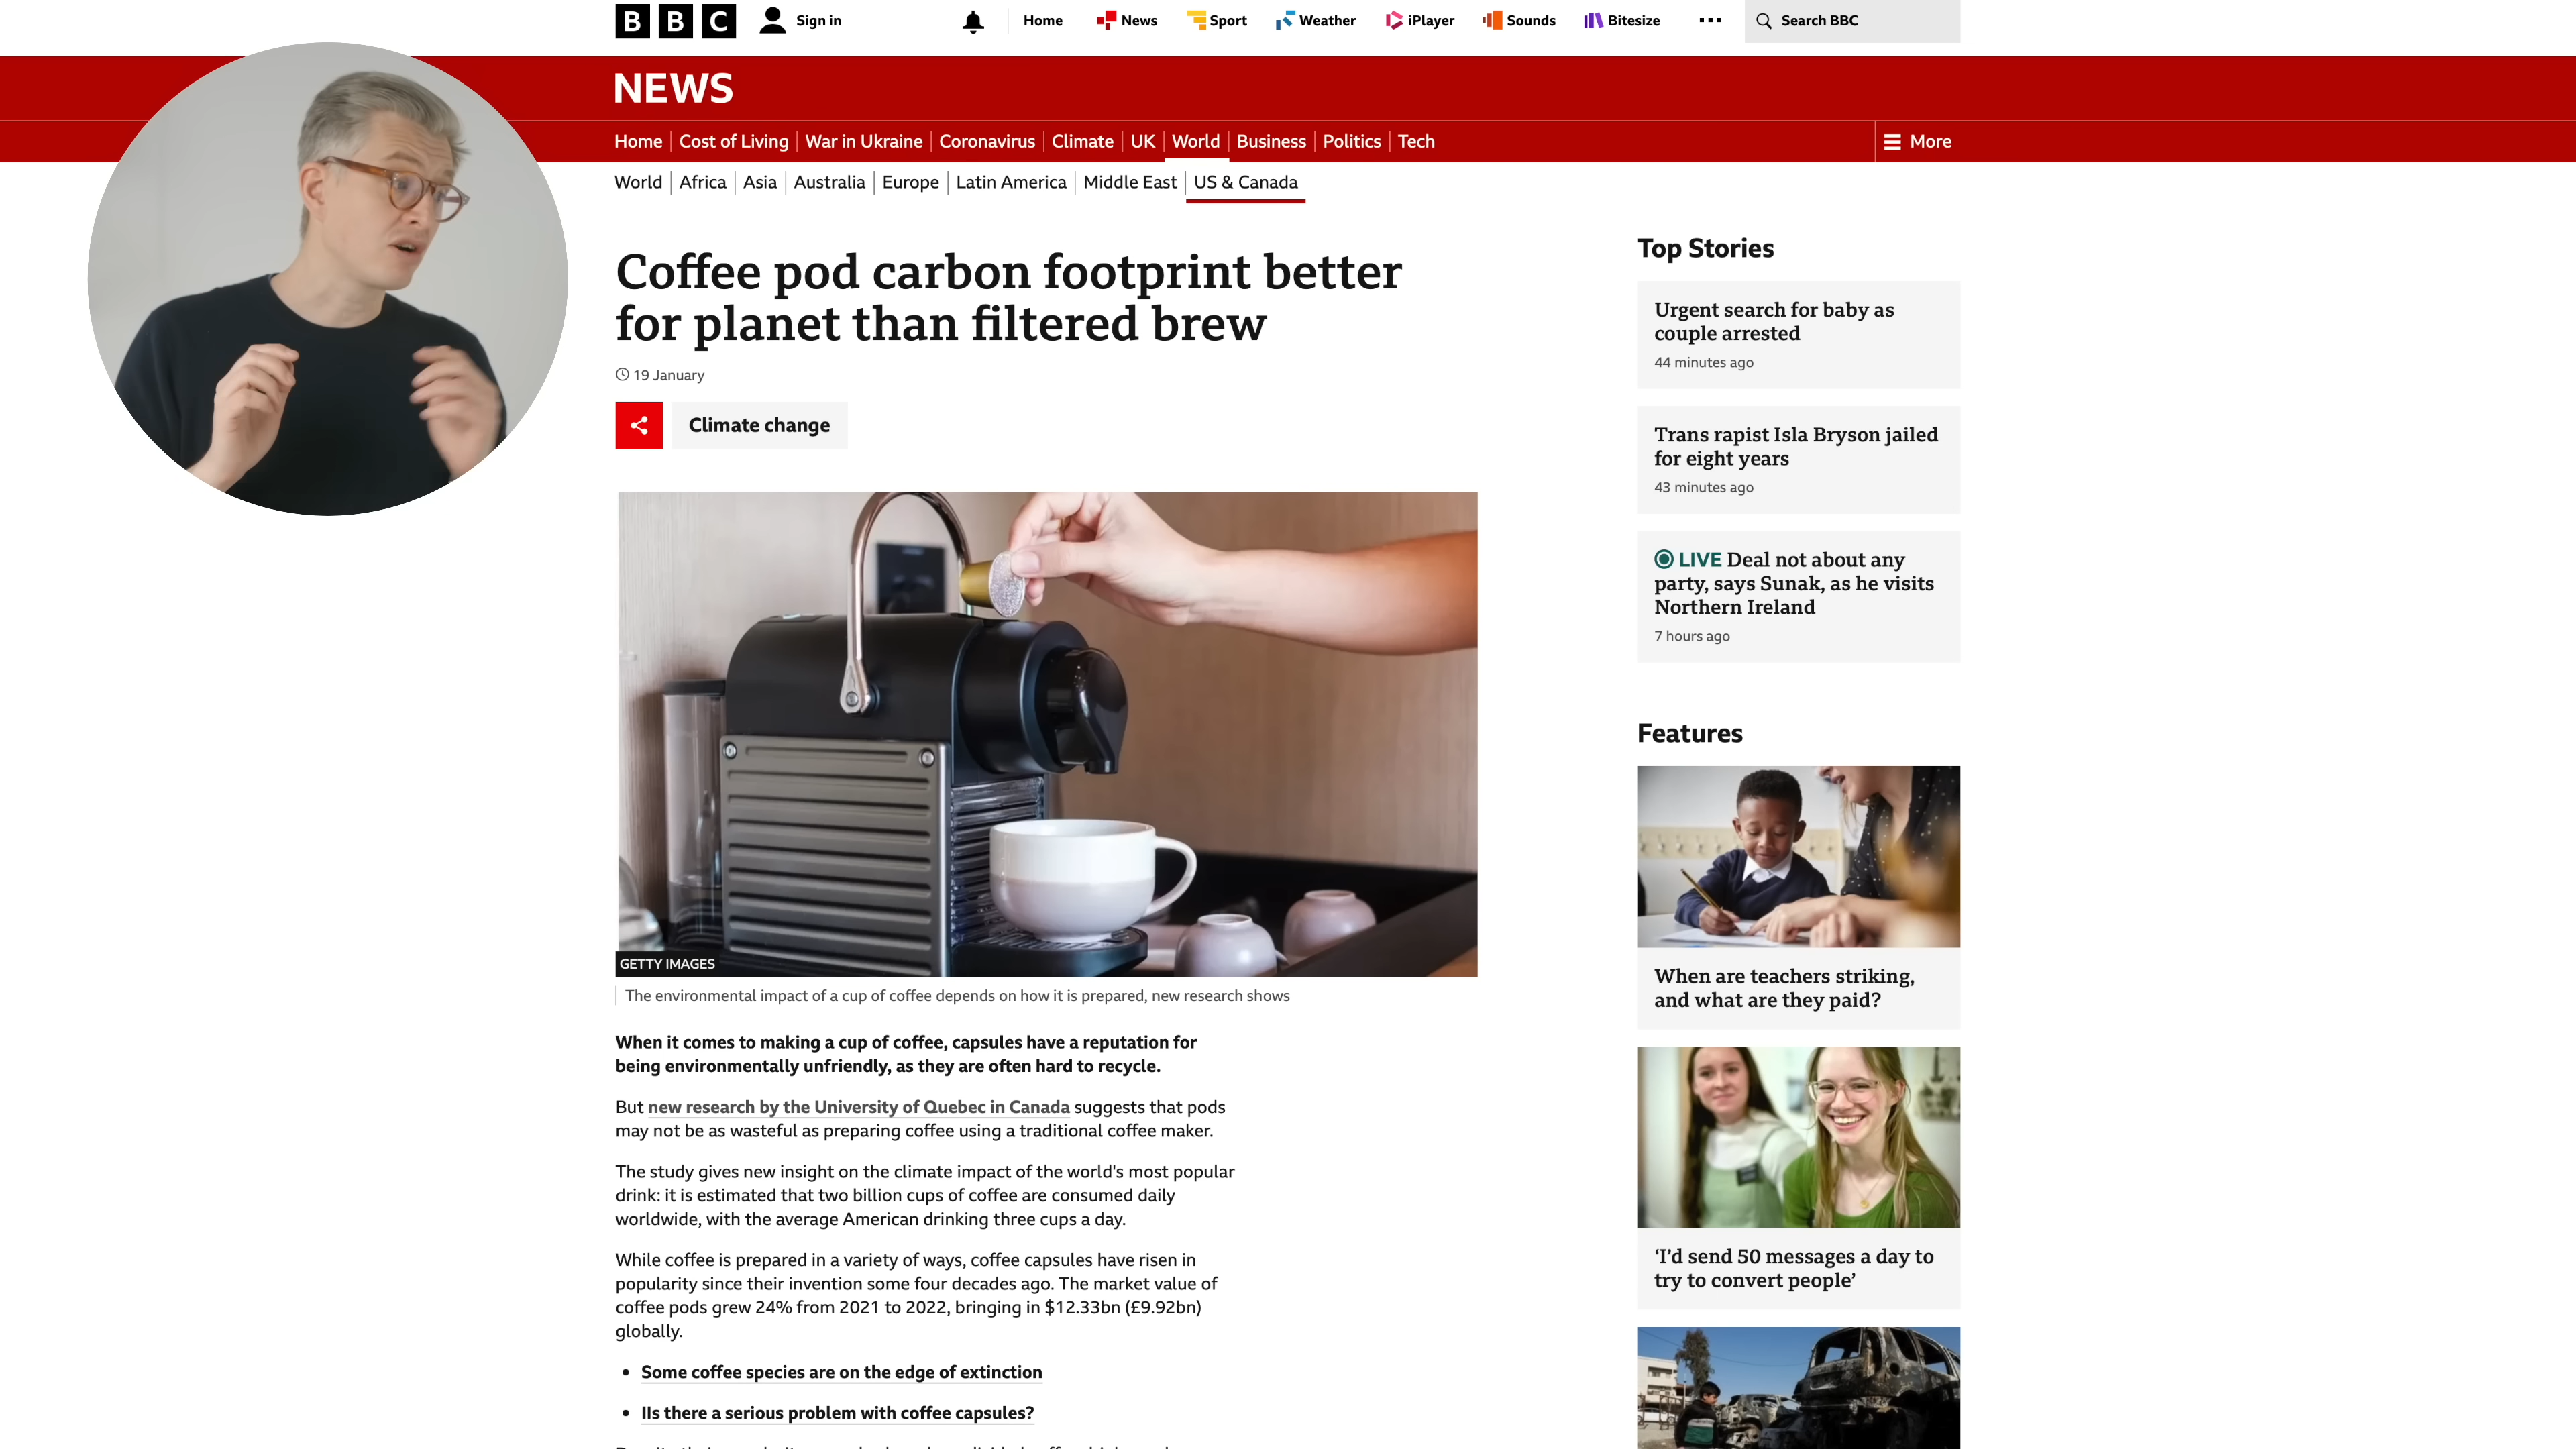 BBC
Sign in
Home
News
Sport
Weather
iPlayer
Sounds
Bitesize
Search BBC
NEWS
Home
Cost of Living
War in Ukraine
Coronavirus
Climate
UK
World
Business
Politics
Tech
More
World
Africa
Asia
Australia
Europe
Latin America
Middle East
US & Canada
Coffee pod carbon footprint better
for planet than filtered brew
19 January
Climate change
GETTY IMAGES
The environmental impact of a cup of coffee depends on how it is prepared, new research shows
When it comes to making a cup of coffee, capsules have a reputation for
being environmentally unfriendly, as they are often hard to recycle.
But new research by the University of Quebec in Canada suggests that pods
may not be as wasteful as preparing coffee using a traditional coffee maker.
The study gives new insight on the climate impact of the world's most popular
drink: it is estimated that two billion cups of coffee are consumed daily
worldwide, with the average American drinking three cups a day.
While coffee is prepared in a variety of ways, coffee capsules have risen in
popularity since their invention some four decades ago. The market value of
coffee pods grew 24% from 2021 to 2022, bringing in $12.33bn (£9.92bn)
globally.
Some coffee species are on the edge of extinction
IIs there a serious problem with coffee capsules?
Top Stories
Urgent search for baby as
couple arrested
44 minutes ago
Trans rapist Isla Bryson jailed
for eight years
43 minutes ago
LIVE Deal not about any
party, says Sunak, as he visits
Northern Ireland
7 hours ago
Features
When are teachers striking,
and what are they paid?
‘I’d send 50 messages a day to
try to convert people’